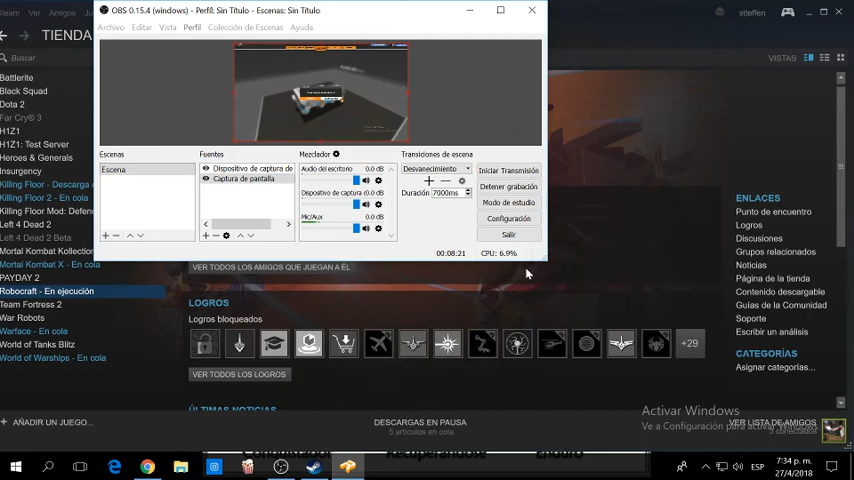 OBS 0.15.4 (windows) - Perfil: Sin Título - Escenas: Sin Título
Archivo Editar Vista Perfil Colección de Escenas Ayuda
Steam Ver Amigos Juegos
steffen
TIENDA
Buscar
VISTAS
Battlerite
Black Squad
Dota 2
Far Cry® 3
H1Z1
H1Z1: Test Server
Heroes & Generals
Insurgency
Killing Floor - Descarga
Killing Floor 2 - En cola
Killing Floor Mod: Defenc
Left 4 Dead 2
Left 4 Dead 2 Beta
Mortal Kombat Kollection
Mortal Kombat X - En cola
PAYDAY 2
Robocraft - En ejecución
Team Fortress 2
War Robots
Warface - En cola
World of Tanks Blitz
World of Warships - En cola
Escenas
Escena
Fuentes
Dispositivo de captura de
Captura de pantalla
Mezclador
Audio del escritorio 0.0 dB
Dispositivo de captura 0.0 dB
Mic/Aux 0.0 dB
Transiciones de escena
Desvanecimiento
Duración 7000ms
Iniciar Transmisión
Detener grabación
Modo de estudio
Configuración
Salir
00:08:21 CPU: 6.9%
VER TODOS LOS AMIGOS QUE JUEGAN A ÉL
LOGROS
Logros bloqueados
+29
VER TODOS LOS LOGROS
ÚLTIMAS NOTICIAS
ENLACES
Punto de encuentro
Logros
Discusiones
Grupos relacionados
Noticias
Página de la tienda
Contenido descargable
Guías de la Comunidad
Soporte
Escribir un análisis
CATEGORÍAS
Asignar categorías...
Activar Windows
Ve a Configuración para activar Windows.
AÑADIR UN JUEGO...
DESCARGAS EN PAUSA
5 artículos en cola
VER LISTA DE AMIGOS
conectados
ESP
7:34 p. m.
27/4/2018